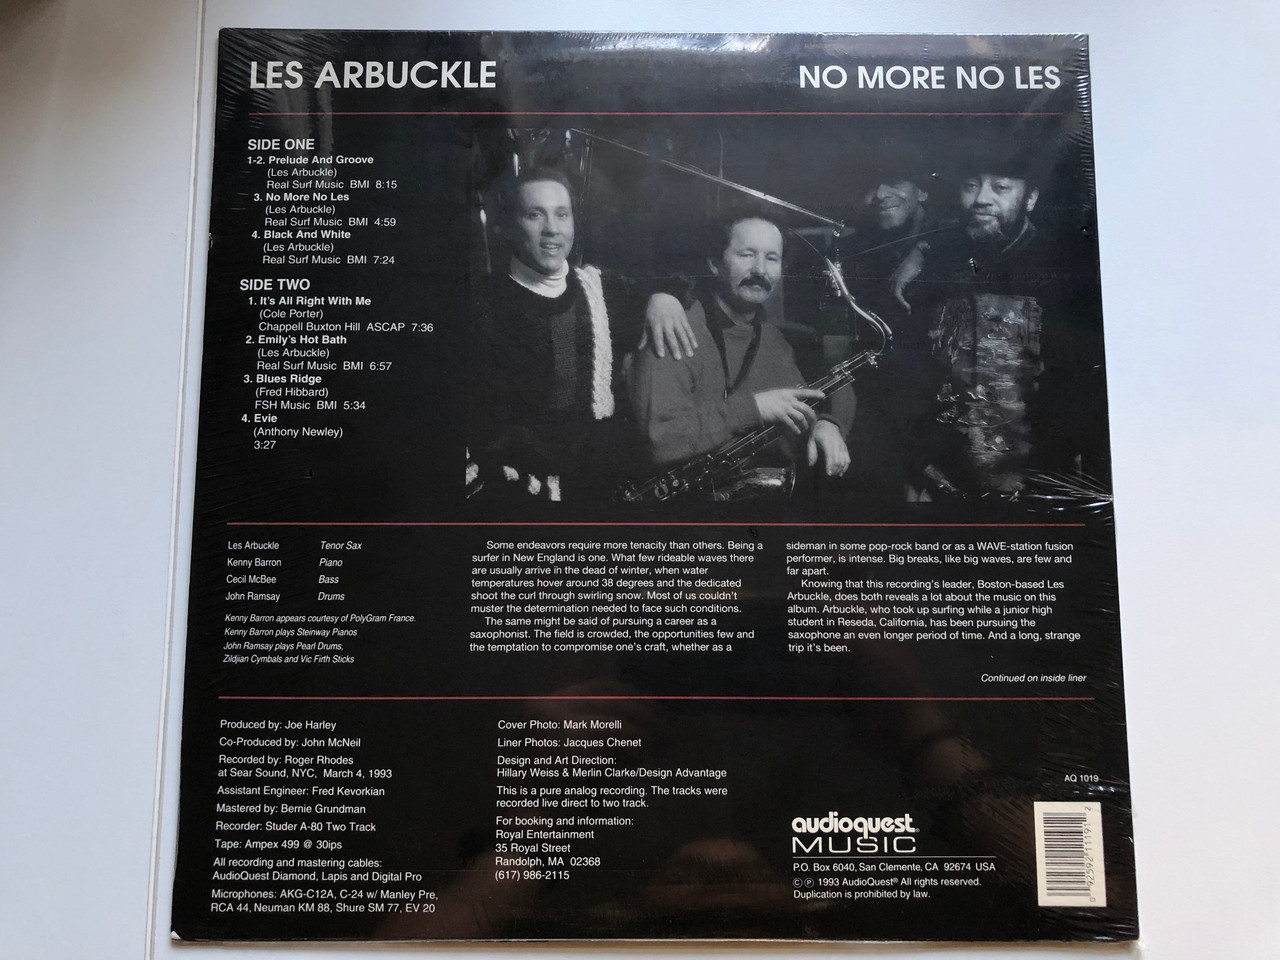 LES ARBUCKLE
NO MORE NO LES
SIDE ONE
1-2. Prelude And Groove
(Les Arbuckle)
Real Surf Music BMI 8:15
3. No More No Les
(Les Arbuckle)
Real Surf Music BMI 4:59
4. Black And White
(Les Arbuckle)
Real Surf Music BMI 7:24
SIDE TWO
1. It's All Right With Me
(Cole Porter)
Chappell Buxton Hill ASCAP 7:36
2. Emily's Hot Bath
(Les Arbuckle)
Real Surf Music BMI 6:57
3. Blues Ridge
(Fred Hibbard)
FSH Music BMI 5:34
4. Evie
(Anthony Newley)
3:27
Les Arbuckle Tenor Sax
Kenny Barron Piano
Cecil McBee Bass
John Ramsay Drums
Kenny Barron appears courtesy of PolyGram France.
Kenny Barron plays Steinway Pianos
John Ramsay plays Pearl Drums,
Zildjian Cymbals and Vic Firth Sticks
Some endeavors require more tenacity than others. Being a
surfer in New England is one. What few rideable waves there
are usually arrive in the dead of winter, when water
temperatures hover around 38 degrees and the dedicated
shoot the curl through swirling snow. Most of us couldn't
muster the determination needed to face such conditions.
The same might be said of pursuing a career as a
saxophonist. The field is crowded, the opportunities few and
the temptation to compromise one's craft, whether as a
sideman in some pop-rock band or as a WAVE-station fusion
performer, is intense. Big breaks, like big waves, are few and
far apart.
Knowing that this recording's leader, Boston-based Les
Arbuckle, does both reveals a lot about the music on this
album. Arbuckle, who took up surfing while a junior high
student in Reseda, California, has been pursuing the
saxophone an even longer period of time. And a long, strange
trip it's been.
Continued on inside liner
Produced by: Joe Harley
Co-Produced by: John McNeil
Recorded by: Roger Rhodes
at Sear Sound, NYC, March 4, 1993
Assistant Engineer: Fred Kevorkian
Mastered by: Bernie Grundman
Recorder: Studer A-80 Two Track
Tape: Ampex 499 @ 30ips
All recording and mastering cables:
AudioQuest Diamond, Lapis and Digital Pro
Microphones: AKG-C12A, C-24 w/ Manley Pre,
RCA 44, Neuman KM 88, Shure SM 77, EV 20
Cover Photo: Mark Morelli
Liner Photos: Jacques Chenet
Design and Art Direction:
Hillary Weiss & Merlin Clarke/Design Advantage
This is a pure analog recording. The tracks were
recorded live direct to two track.
For booking and information:
Royal Entertainment
35 Royal Street
Randolph, MA 02368
(617) 986-2115
AQ 1019
audioquest®
MUSIC
P.O. Box 6040, San Clemente, CA 92674 USA
©℗ 1993 AudioQuest® All rights reserved.
Duplication is prohibited by law.
0 92592 11191 2